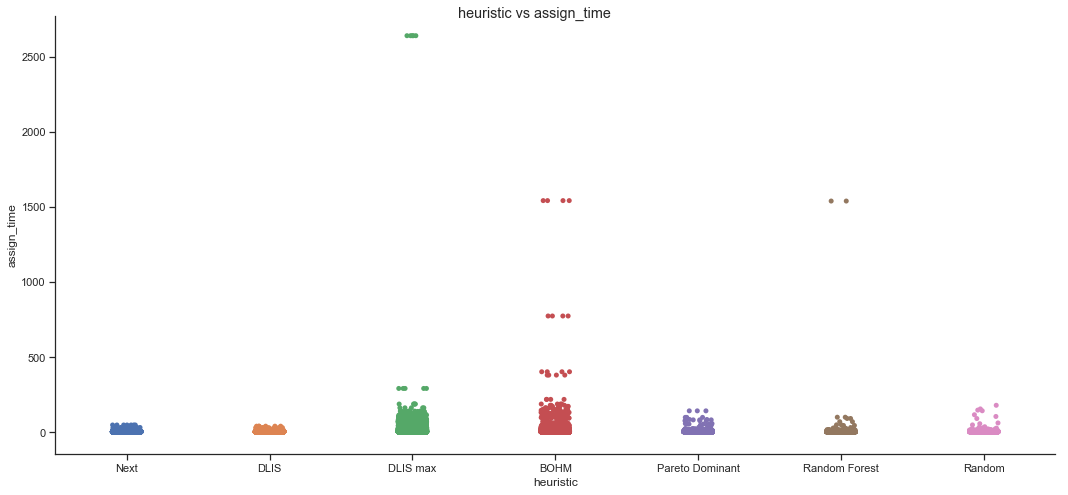 heuristic vs assign_time
2500
2000
1500
1000
500
0
assign_time
Next DLIS DLIS max BOHM Pareto Dominant Random Forest Random
heuristic